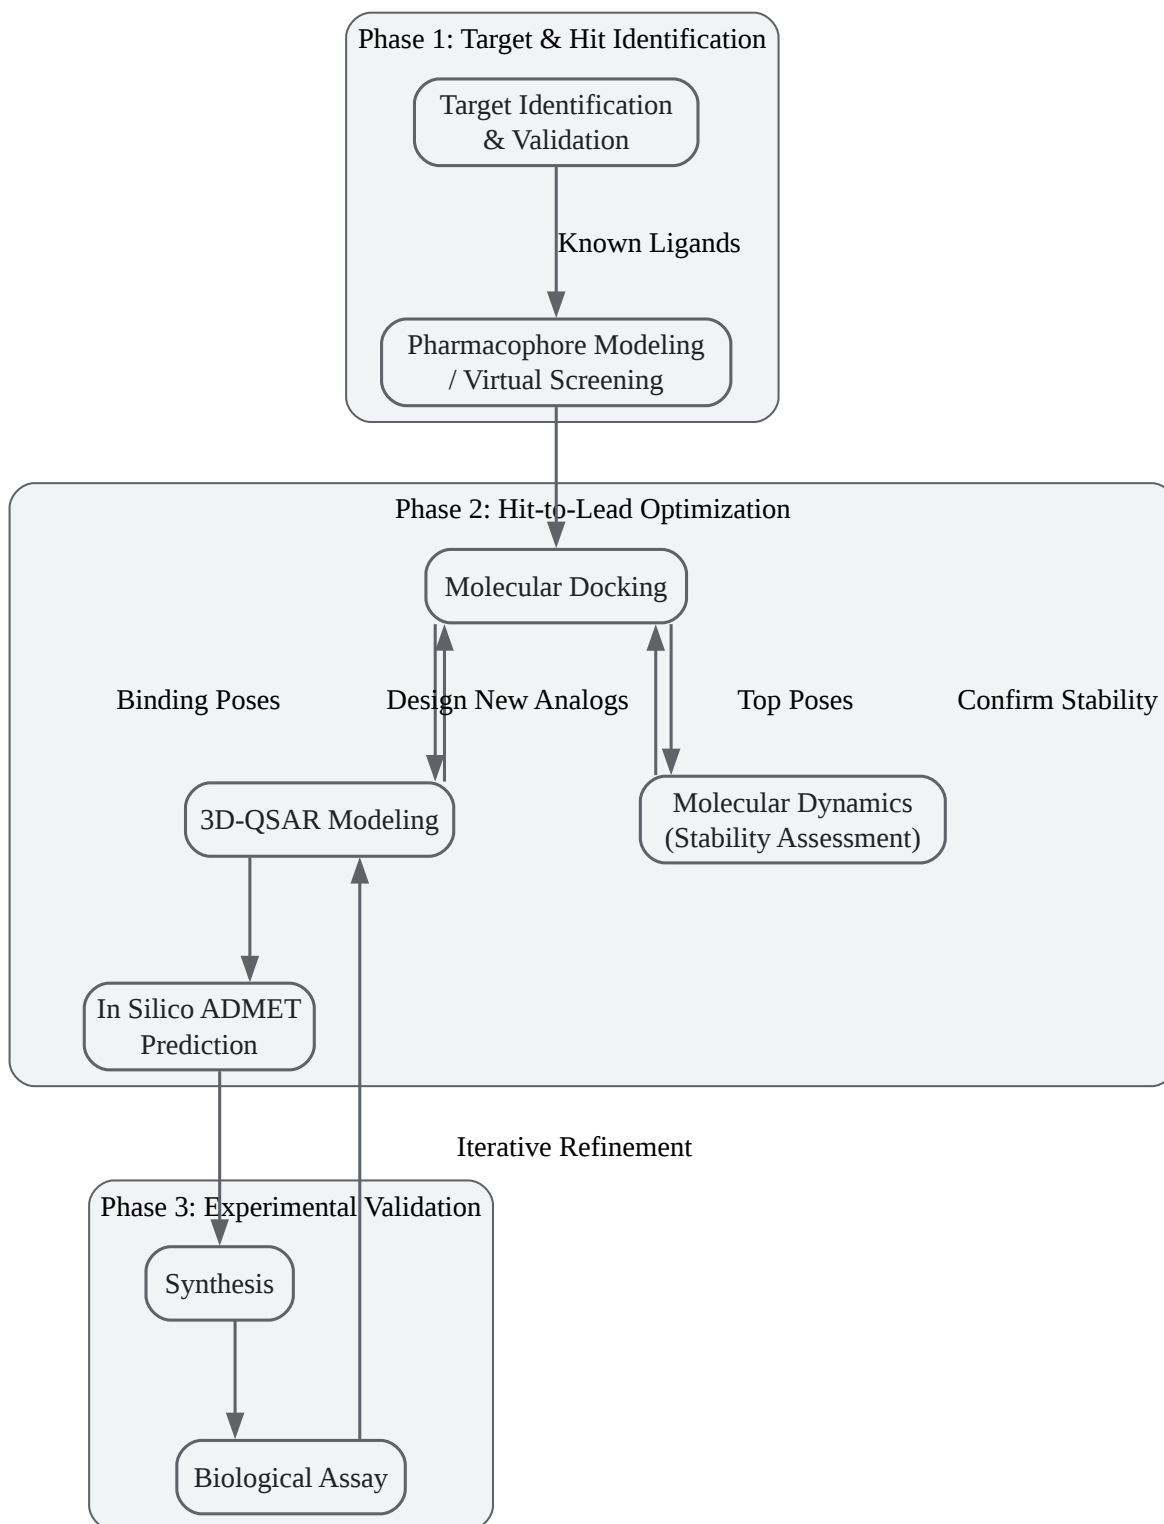 Phase 1: Target & Hit Identification
Target Identification
& Validation
Known Ligands
Pharmacophore Modeling
/ Virtual Screening
Phase 2: Hit-to-Lead Optimization
Molecular Docking
Binding Poses
Design New Analogs
Top Poses
Confirm Stability
3D-QSAR Modeling
Molecular Dynamics
(Stability Assessment)
In Silico ADMET
Prediction
Iterative Refinement
Phase 3: Experimental Validation
Synthesis
Biological Assay